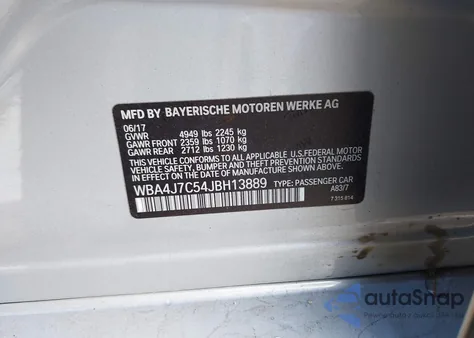 MFD BY BAYERISCHE MOTOREN WERKE AG
06/17
GVWR 4949 lbs 2245 kg
GAWR FRONT 2359 lbs 1070 kg
GAWR REAR 2712 lbs 1230 kg
THIS VEHICLE CONFORMS TO ALL APPLICABLE U.S.FEDERAL MOTOR
VEHICLE SAFETY, BUMPER, AND THEFT PREVENTION STANDARDS IN
EFFECT ON THE DATE OF MANUFACTURE SHOWN ABOVE.
WBA4J7C54JBH13889 TYPE: PASSENGER CAR
A83/7
autoSnap